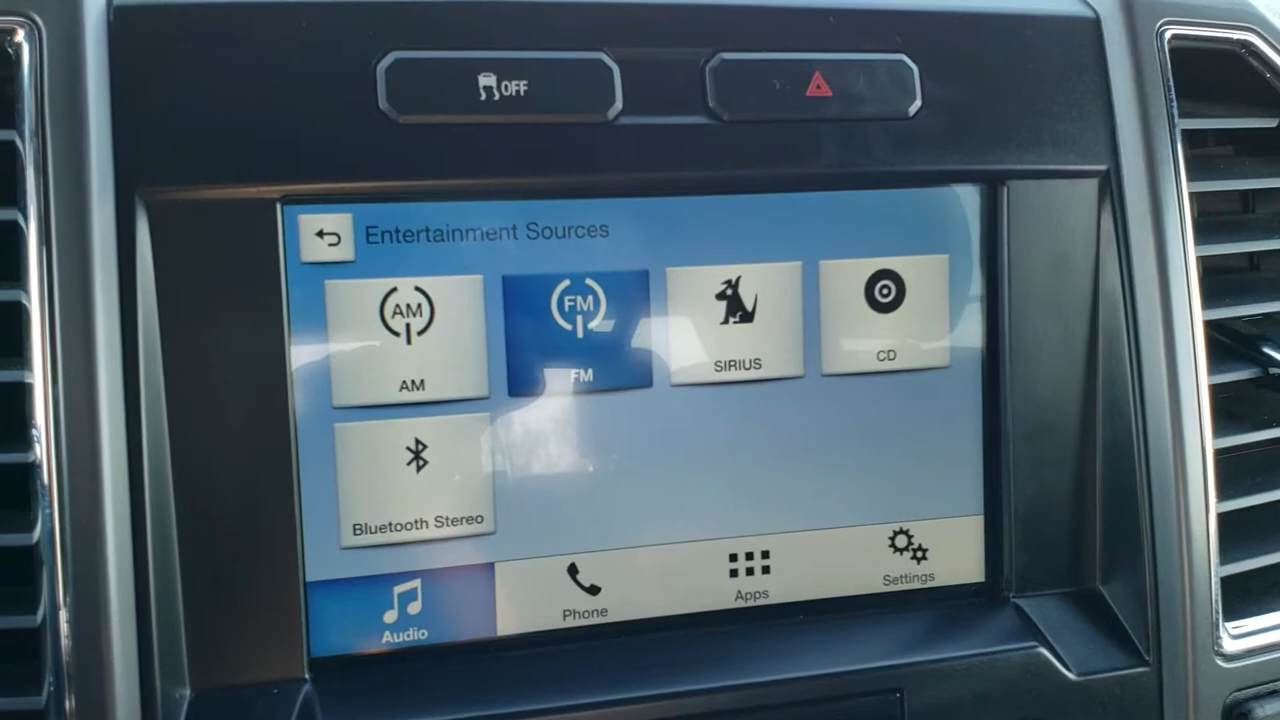 OFF
Entertainment Sources
AM
AM
FM
FM
SIRIUS
CD
Bluetooth Stereo
Audio
Phone
Apps
Settings